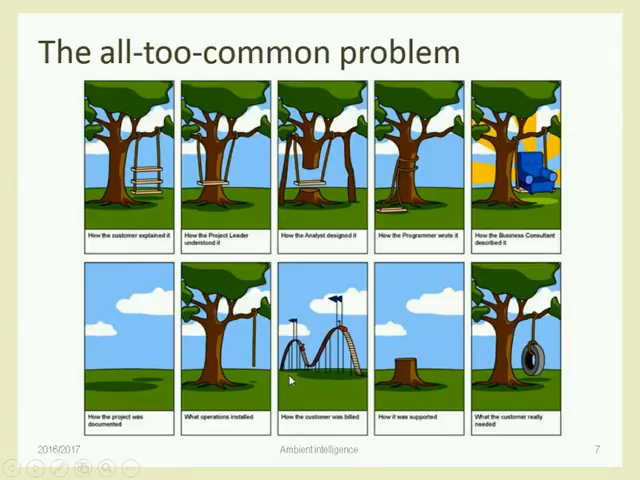 The all-too-common problem
How the customer explained it
How the Project Leader
understood it
How the Analyst designed it
How the Programmer wrote it
How the Business Consultant
described it
How the project was
documented
What operations installed
How the customer was billed
How it was supported
What the customer really
needed
2016/2017
Ambient intelligence
7